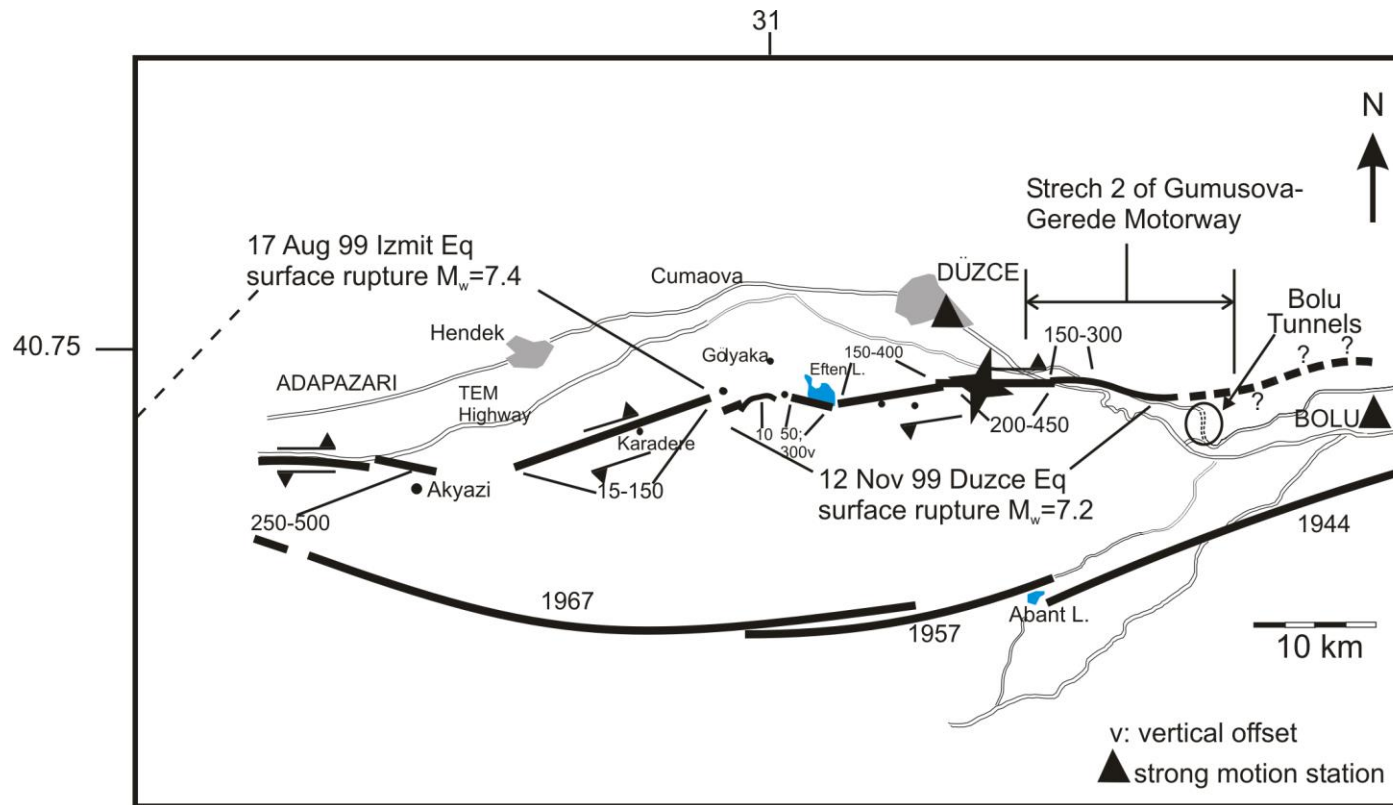 31
N
Strech 2 of Gumusova-
Gerede Motorway
17 Aug 99 Izmit Eq
surface rupture Mw=7.4
Cumaova
DÜZCE
Bolu
Tunnels
40.75
Hendek
150-300
? ?
Gölyaka
150-400
Eften L.
ADAPAZARI
TEM
Highway
?
BOLU
Karadere
10
50;
300v
200-450
Akyazi
15-150
12 Nov 99 Duzce Eq
surface rupture Mw=7.2
250-500
1944
1967
1957
Abant L.
10 km
v: vertical offset
strong motion station